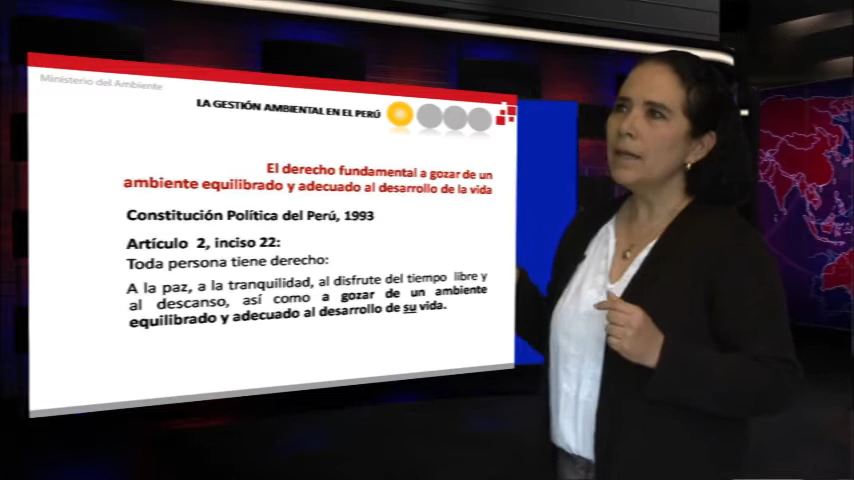 Ministerio del Ambiente
LA GESTIÓN AMBIENTAL EN EL PERÚ
El derecho fundamental a gozar de un
ambiente equilibrado y adecuado al desarrollo de la vida
Constitución Política del Perú, 1993
Artículo 2, inciso 22:
Toda persona tiene derecho:
A la paz, a la tranquilidad, al disfrute del tiempo libre y
al descanso, así como a gozar de un ambiente
equilibrado y adecuado al desarrollo de su vida.